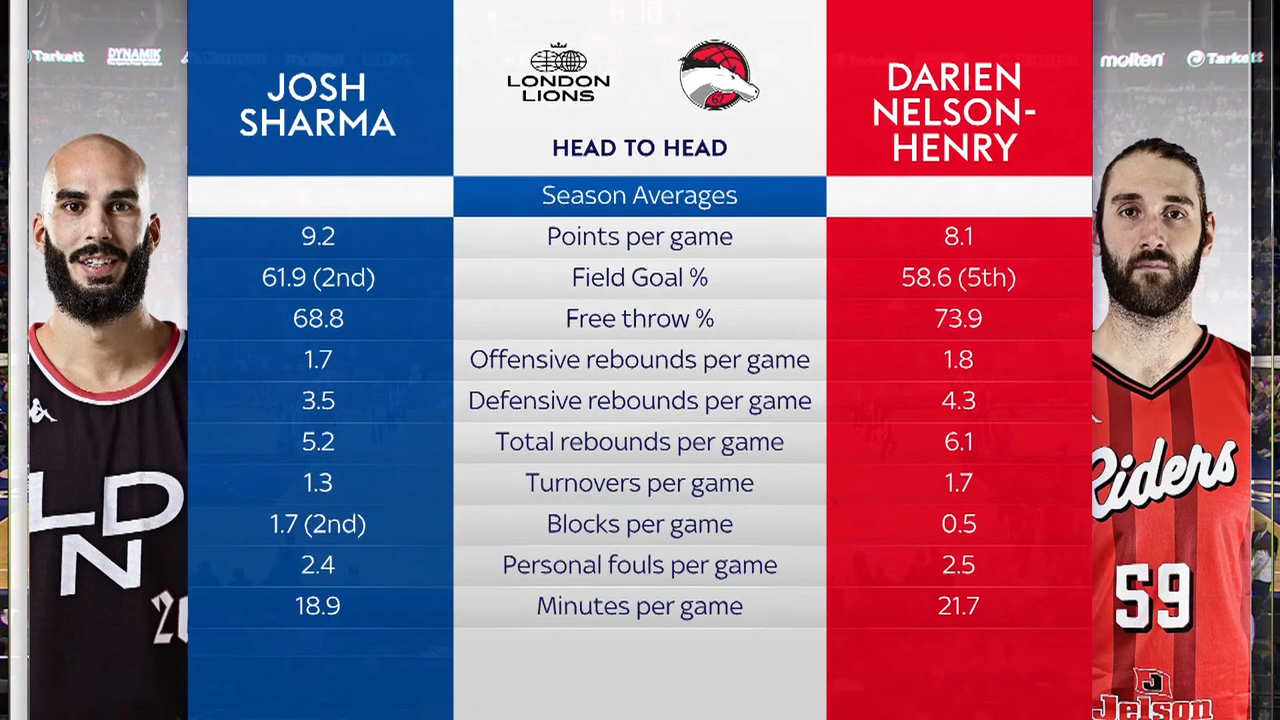 Tarkett
DYNAMIK
molten
Tarkett
JOSH
SHARMA
LONDON
LIONS
HEAD TO HEAD
DARIEN
NELSON-
HENRY
Season Averages
9.2 Points per game 8.1
61.9 (2nd) Field Goal % 58.6 (5th)
68.8 Free throw % 73.9
1.7 Offensive rebounds per game 1.8
3.5 Defensive rebounds per game 4.3
5.2 Total rebounds per game 6.1
1.3 Turnovers per game 1.7
1.7 (2nd) Blocks per game 0.5
2.4 Personal fouls per game 2.5
18.9 Minutes per game 21.7
LD
N
Riders
59
J
Jelson